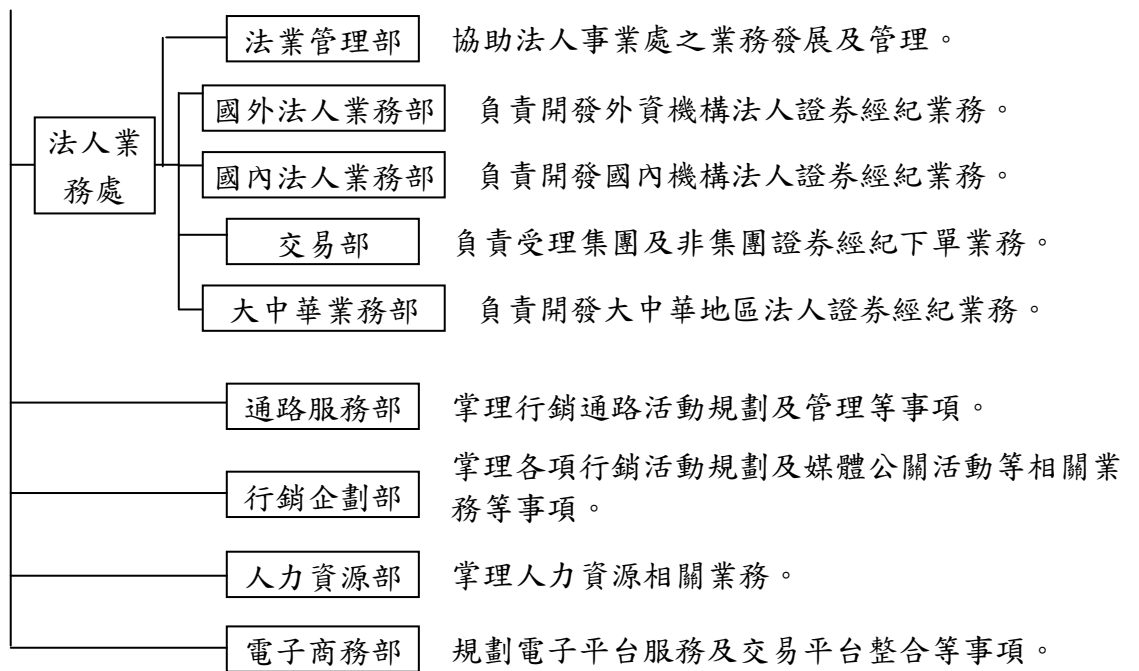 法業管理部 協助法人事業處之業務發展及管理。
國外法人業務部 負責開發外資機構法人證券經紀業務。
法人業
務處
國內法人業務部 負責開發國內機構法人證券經紀業務。
交易部 負責受理集團及非集團證券經紀下單業務。
大中華業務部 負責開發大中華地區法人證券經紀業務。
通路服務部 掌理行銷通路活動規劃及管理等事項。
行銷企劃部 掌理各項行銷活動規劃及媒體公關活動等相關業
務等事項。
人力資源部 掌理人力資源相關業務。
電子商務部 規劃電子平台服務及交易平台整合等事項。